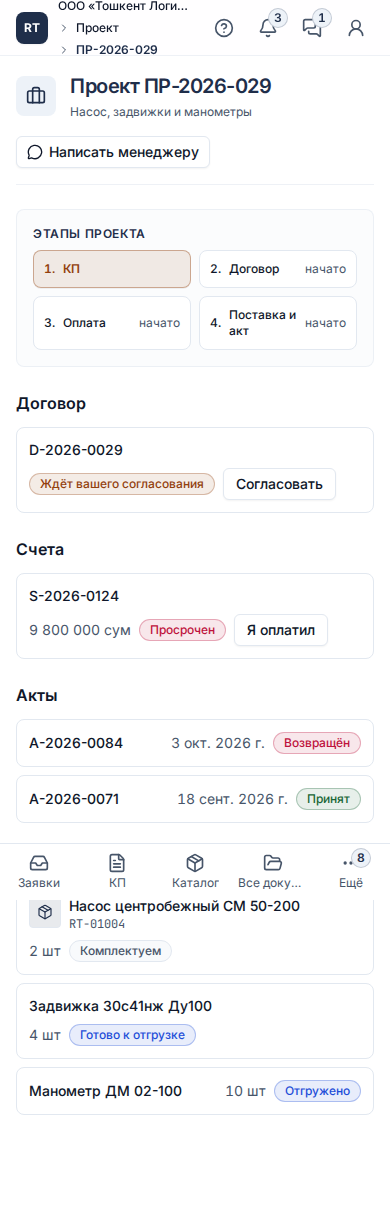 RT
ООО «Тошкент Логи...
Проект
ПР-2026-029
3
1
Проект ПР-2026-029
Насос, задвижки и манометры
Написать менеджеру
ЭТАПЫ ПРОЕКТА
1. КП
2. Договор начато
3. Оплата начато
4. Поставка и акт начато
Договор
D-2026-0029
Ждёт вашего согласования Согласовать
Счета
S-2026-0124
9 800 000 сум Просрочен Я оплатил
Акты
A-2026-0084 3 окт. 2026 г. Возвращён
A-2026-0071 18 сент. 2026 г. Принят
8
Заявки КП Каталог Все доку... Ещё
Насос центробежный СМ 50-200
RT-01004
2 шт Комплектуем
Задвижка 30с41нж Ду100
4 шт Готово к отгрузке
Манометр ДМ 02-100 10 шт Отгружено